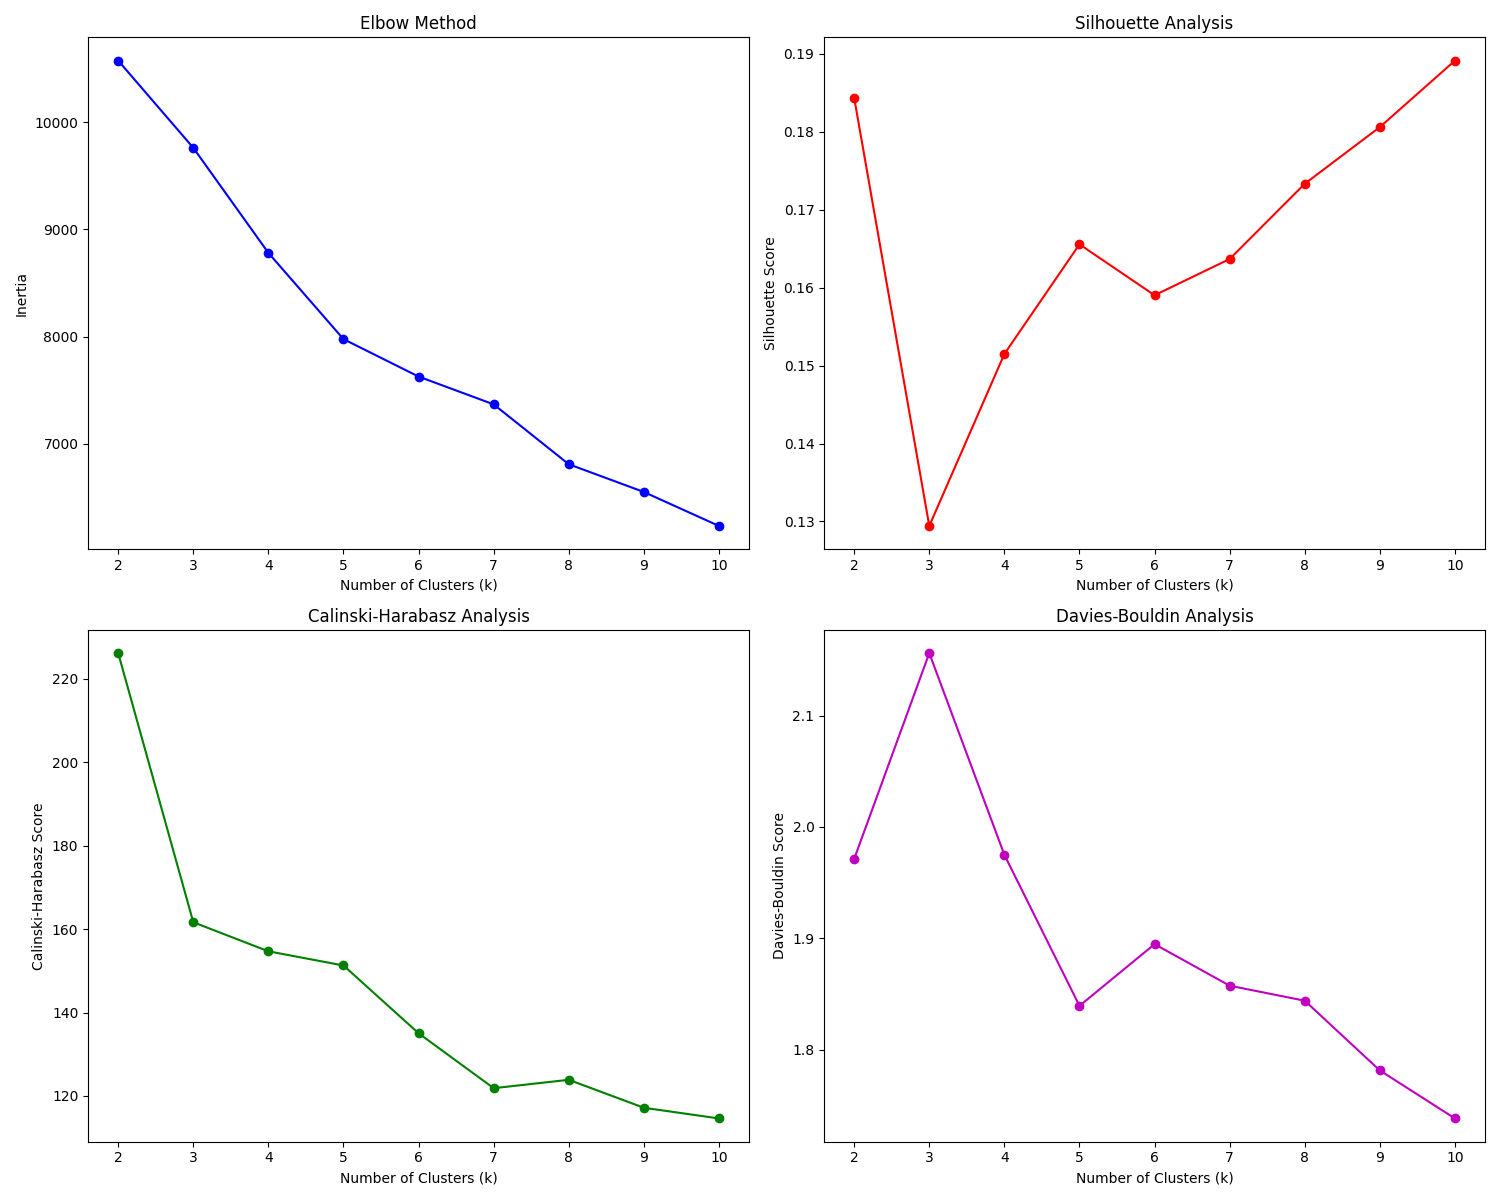 Elbow Method
Inertia
10000
9000
8000
7000
2 3 4 5 6 7 8 9 10
Number of Clusters (k)
Silhouette Analysis
Silhouette Score
0.19
0.18
0.17
0.16
0.15
0.14
0.13
2 3 4 5 6 7 8 9 10
Number of Clusters (k)
Calinski-Harabasz Analysis
Calinski-Harabasz Score
220
200
180
160
140
120
2 3 4 5 6 7 8 9 10
Number of Clusters (k)
Davies-Bouldin Analysis
Davies-Bouldin Score
2.1
2.0
1.9
1.8
2 3 4 5 6 7 8 9 10
Number of Clusters (k)